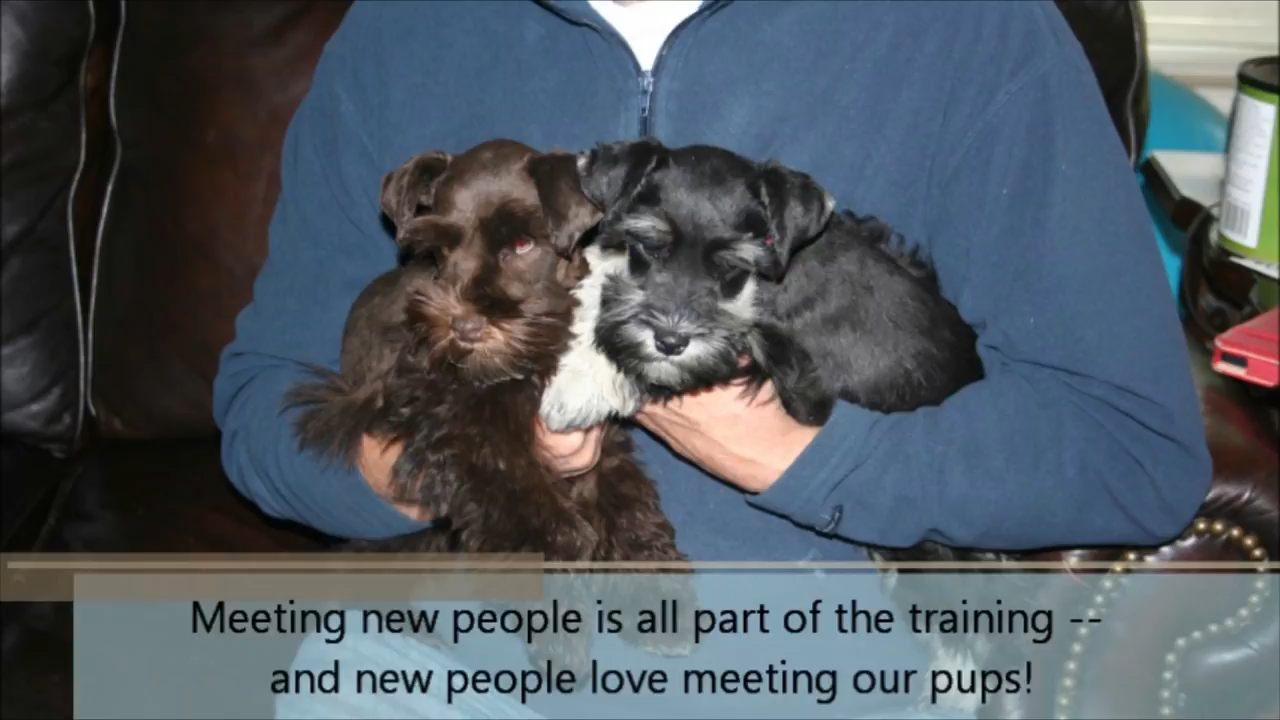 Meeting new people is all part of the training --
and new people love meeting our pups!